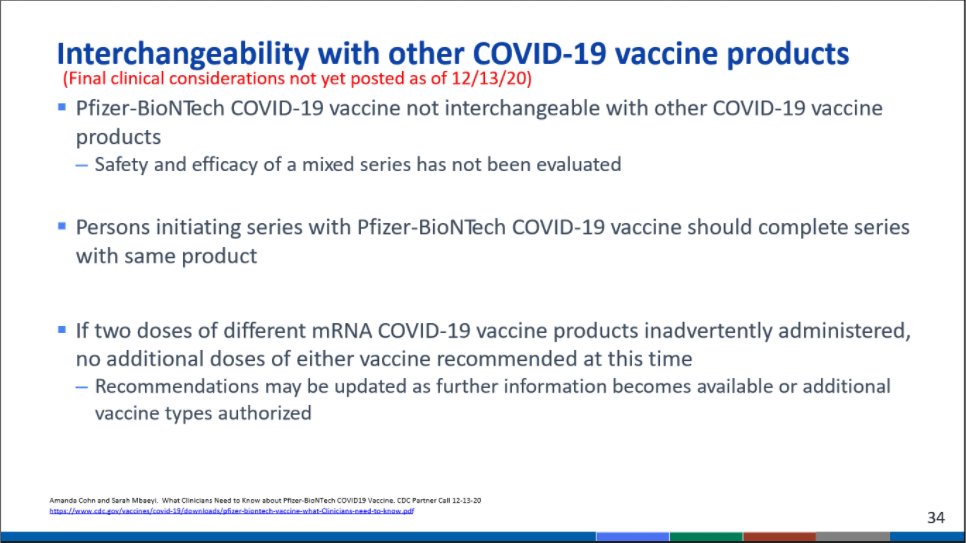 Interchangeability with other COVID-19 vaccine products
(Final clinical considerations not yet posted as of 12/13/20)
▪ Pfizer-BioNTech COVID-19 vaccine not interchangeable with other COVID-19 vaccine
products
– Safety and efficacy of a mixed series has not been evaluated
▪ Persons initiating series with Pfizer-BioNTech COVID-19 vaccine should complete series
with same product
▪ If two doses of different mRNA COVID-19 vaccine products inadvertently administered,
no additional doses of either vaccine recommended at this time
– Recommendations may be updated as further information becomes available or additional
vaccine types authorized
Amanda Cohn and Sarah Mbaeyi. What Clinicians Need to Know about Pfizer-BioNTech COVID19 Vaccine. CDC Partner Call 12-13-20
https://www.cdc.gov/vaccines/covid-19/downloads/pfizer-biontech-vaccine-what-Clinicians-need-to-know.pdf
34